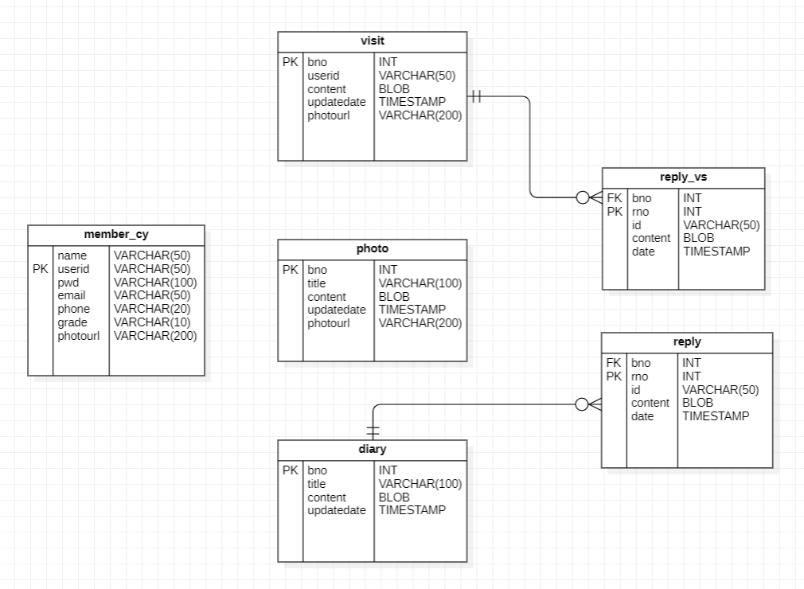 visit
PK bno INT
userid VARCHAR(50)
content BLOB
updatedate TIMESTAMP
photourl VARCHAR(200)
reply_vs
FK bno INT
PK rno INT
id VARCHAR(50)
content BLOB
date TIMESTAMP
member_cy
name VARCHAR(50)
PK userid VARCHAR(50)
pwd VARCHAR(100)
email VARCHAR(50)
phone VARCHAR(20)
grade VARCHAR(10)
photourl VARCHAR(200)
photo
PK bno INT
title VARCHAR(100)
content BLOB
updatedate TIMESTAMP
photourl VARCHAR(200)
reply
FK bno INT
PK rno INT
id VARCHAR(50)
content BLOB
date TIMESTAMP
diary
PK bno INT
title VARCHAR(100)
content BLOB
updatedate TIMESTAMP